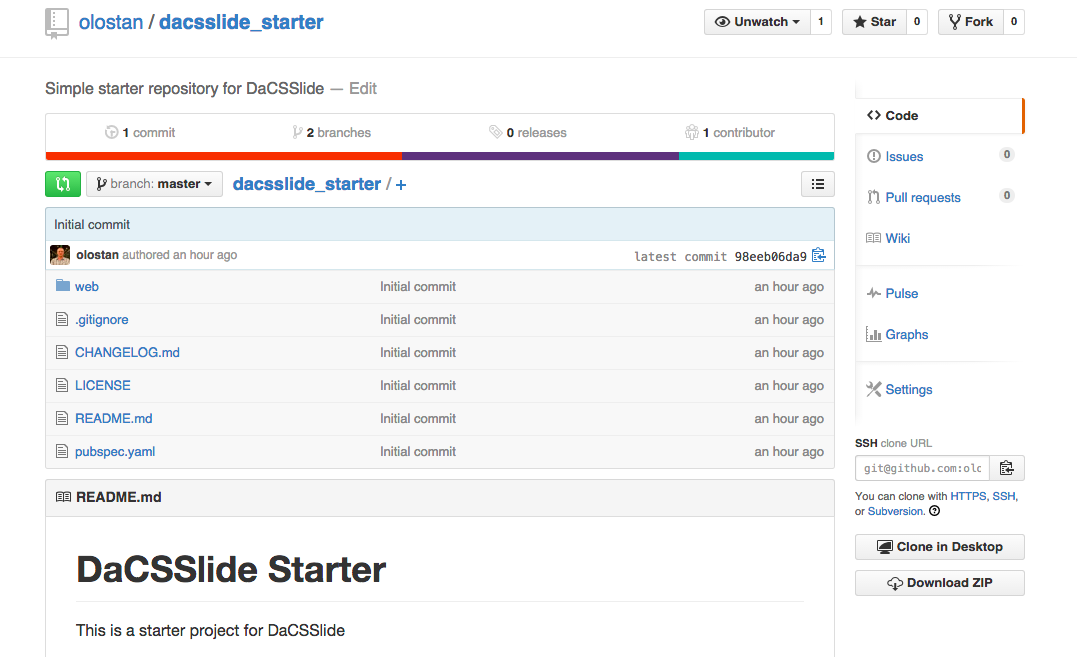 olostan / dacsslide_starter
Unwatch 1 Star 0 Fork 0
Simple starter repository for DaCSSlide — Edit
1 commit 2 branches 0 releases 1 contributor
branch: master dacsslide_starter / +
Initial commit
olostan authored an hour ago latest commit 98eeb06da9
web Initial commit an hour ago
.gitignore Initial commit an hour ago
CHANGELOG.md Initial commit an hour ago
LICENSE Initial commit an hour ago
README.md Initial commit an hour ago
pubspec.yaml Initial commit an hour ago
README.md
DaCSSlide Starter
This is a starter project for DaCSSlide
Code
Issues 0
Pull requests 0
Wiki
Pulse
Graphs
Settings
SSH clone URL
git@github.com:olo
You can clone with HTTPS, SSH,
or Subversion.
Clone in Desktop
Download ZIP